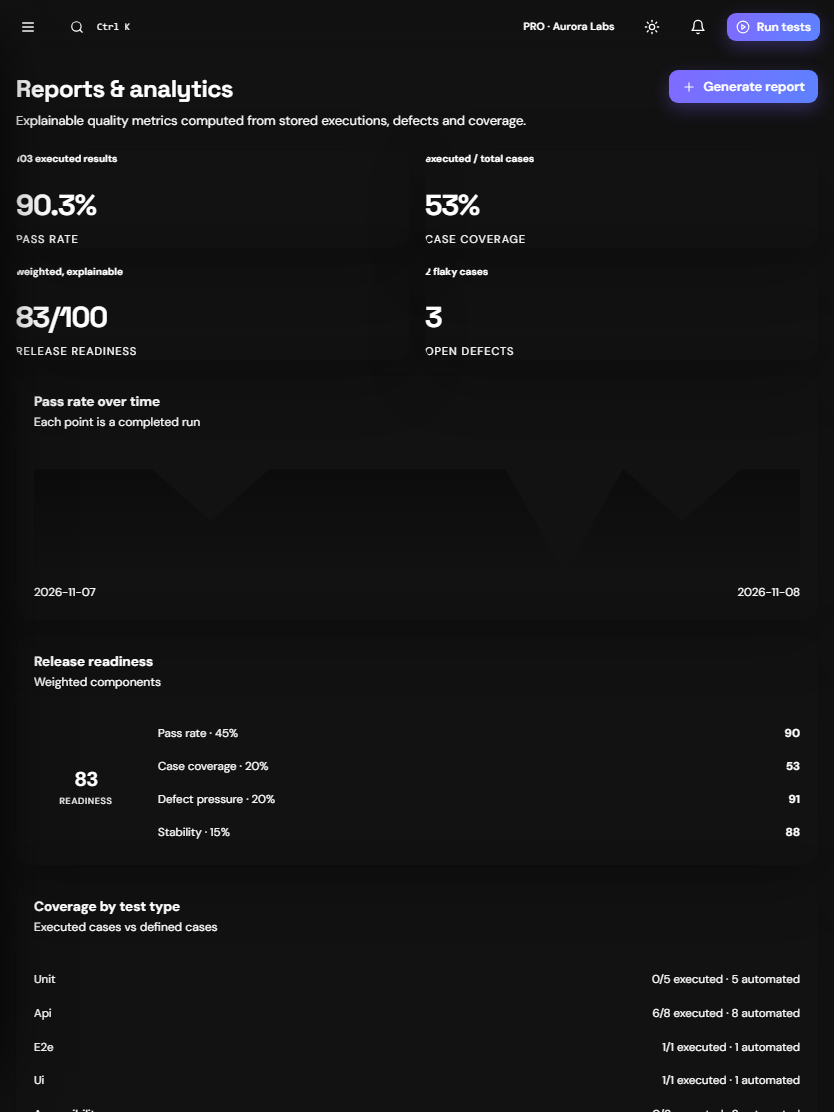 Ctrl K
PRO · Aurora Labs
Run tests
Reports & analytics
Generate report
Explainable quality metrics computed from stored executions, defects and coverage.
103 executed results
90.3%
PASS RATE
executed / total cases
53%
CASE COVERAGE
weighted, explainable
83/100
RELEASE READINESS
2 flaky cases
3
OPEN DEFECTS
Pass rate over time
Each point is a completed run
2026-11-07
2026-11-08
Release readiness
Weighted components
83
READINESS
Pass rate · 45% 90
Case coverage · 20% 53
Defect pressure · 20% 91
Stability · 15% 88
Coverage by test type
Executed cases vs defined cases
Unit 0/5 executed · 5 automated
Api 6/8 executed · 8 automated
E2e 1/1 executed · 1 automated
Ui 1/1 executed · 1 automated